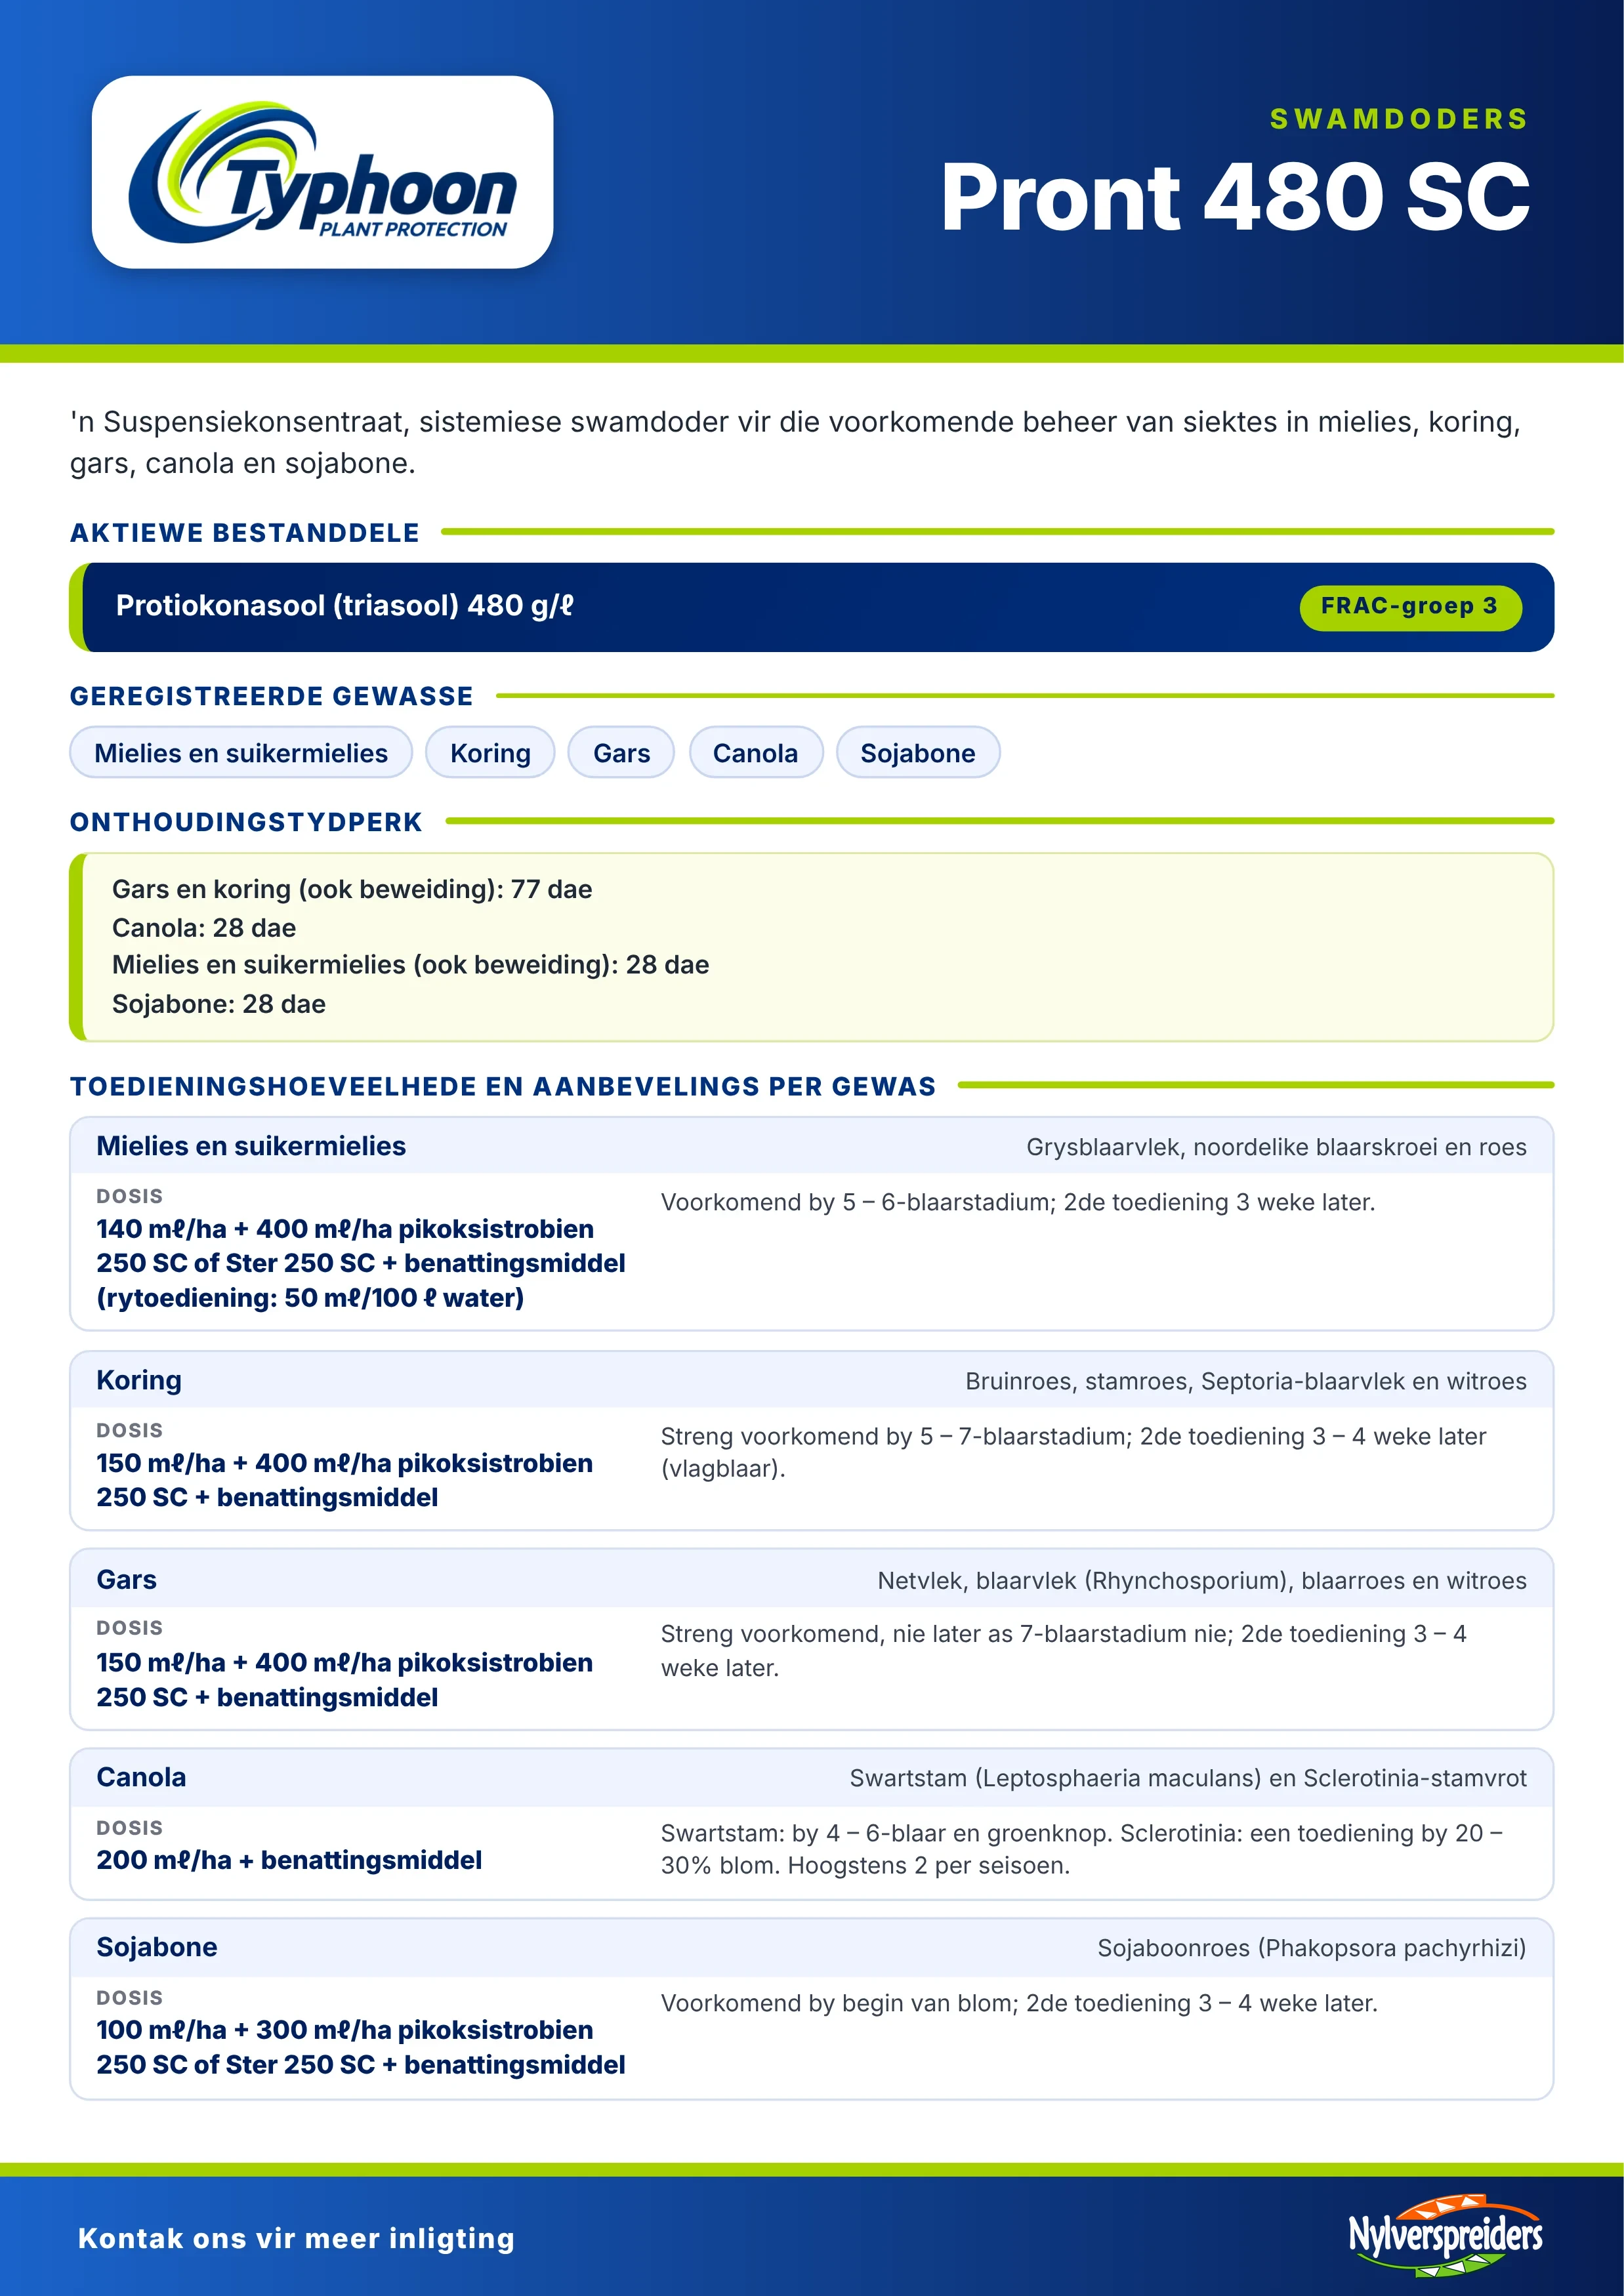 Typhoon
PLANT PROTECTION
SWAMDODERS
Pront 480 SC
'n Suspensiekonsentraat, sistemiese swamdoder vir die voorkomende beheer van siektes in mielies, koring,
gars, canola en sojabone.
AKTIEWE BESTANDDELE
Protiokonasool (triasool) 480 g/ℓ
FRAC-groep 3
GEREGISTREERDE GEWASSE
Mielies en suikermielies
Koring
Gars
Canola
Sojabone
ONTHOUDINGSTYDPERK
Gars en koring (ook beweiding): 77 dae
Canola: 28 dae
Mielies en suikermielies (ook beweiding): 28 dae
Sojabone: 28 dae
TOEDIENINGSHOEVEELHEDE EN AANBEVELINGS PER GEWAS
Mielies en suikermielies
Grysblaarvlek, noordelike blaarskroei en roes
DOSIS
140 mℓ/ha + 400 mℓ/ha pikoksistrobien
250 SC of Ster 250 SC + benattingsmiddel
(rytoediening: 50 mℓ/100 ℓ water)
Voorkomend by 5 – 6-blaarstadium; 2de toediening 3 weke later.
Koring
Bruinroes, stamroes, Septoria-blaarvlek en witroes
DOSIS
150 mℓ/ha + 400 mℓ/ha pikoksistrobien
250 SC + benattingsmiddel
Streng voorkomend by 5 – 7-blaarstadium; 2de toediening 3 – 4 weke later
(vlagblaar).
Gars
Netvlek, blaarvlek (Rhynchosporium), blaarroes en witroes
DOSIS
150 mℓ/ha + 400 mℓ/ha pikoksistrobien
250 SC + benattingsmiddel
Streng voorkomend, nie later as 7-blaarstadium nie; 2de toediening 3 – 4
weke later.
Canola
Swartstam (Leptosphaeria maculans) en Sclerotinia-stamvrot
DOSIS
200 mℓ/ha + benattingsmiddel
Swartstam: by 4 – 6-blaar en groenknop. Sclerotinia: een toediening by 20 –
30% blom. Hoogstens 2 per seisoen.
Sojabone
Sojaboonroes (Phakopsora pachyrhizi)
DOSIS
100 mℓ/ha + 300 mℓ/ha pikoksistrobien
250 SC of Ster 250 SC + benattingsmiddel
Voorkomend by begin van blom; 2de toediening 3 – 4 weke later.
Kontak ons vir meer inligting
Nylverspreiders